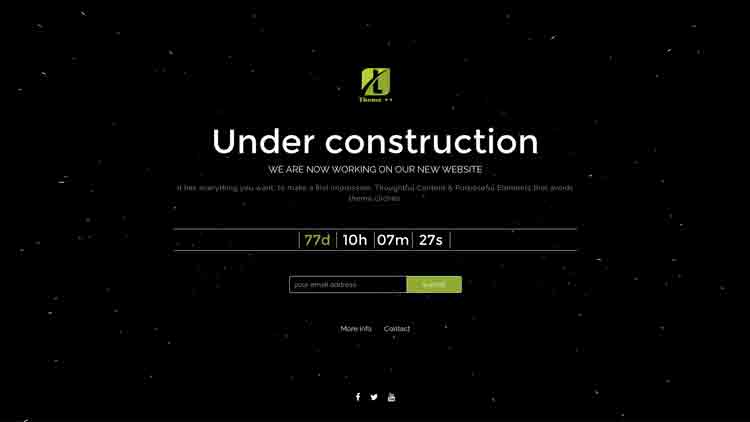 Theme ++
Under construction
WE ARE NOW WORKING ON OUR NEW WEBSITE
It has everything you want, to make a first impression. Thoughtful Content & Purposeful Elements that avoids
theme cliches
77d 10h 07m 27s
your email address submit
More info Contact